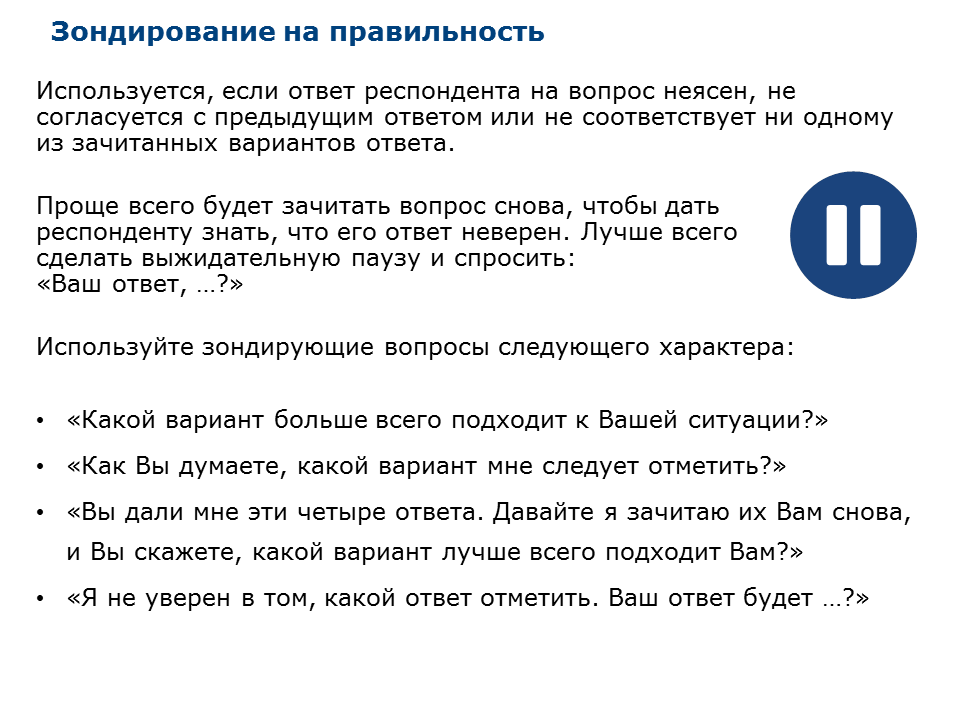 Зондирование на правильность
Используется, если ответ респондента на вопрос неясен, не
согласуется с предыдущим ответом или не соответствует ни одному
из зачитанных вариантов ответа.
Проще всего будет зачитать вопрос снова, чтобы дать
респонденту знать, что его ответ неверен. Лучше всего
сделать выжидательную паузу и спросить:
«Ваш ответ, …?»
Используйте зондирующие вопросы следующего характера:
• «Какой вариант больше всего подходит к Вашей ситуации?»
• «Как Вы думаете, какой вариант мне следует отметить?»
• «Вы дали мне эти четыре ответа. Давайте я зачитаю их Вам снова,
и Вы скажете, какой вариант лучше всего подходит Вам?»
• «Я не уверен в том, какой ответ отметить. Ваш ответ будет …?»